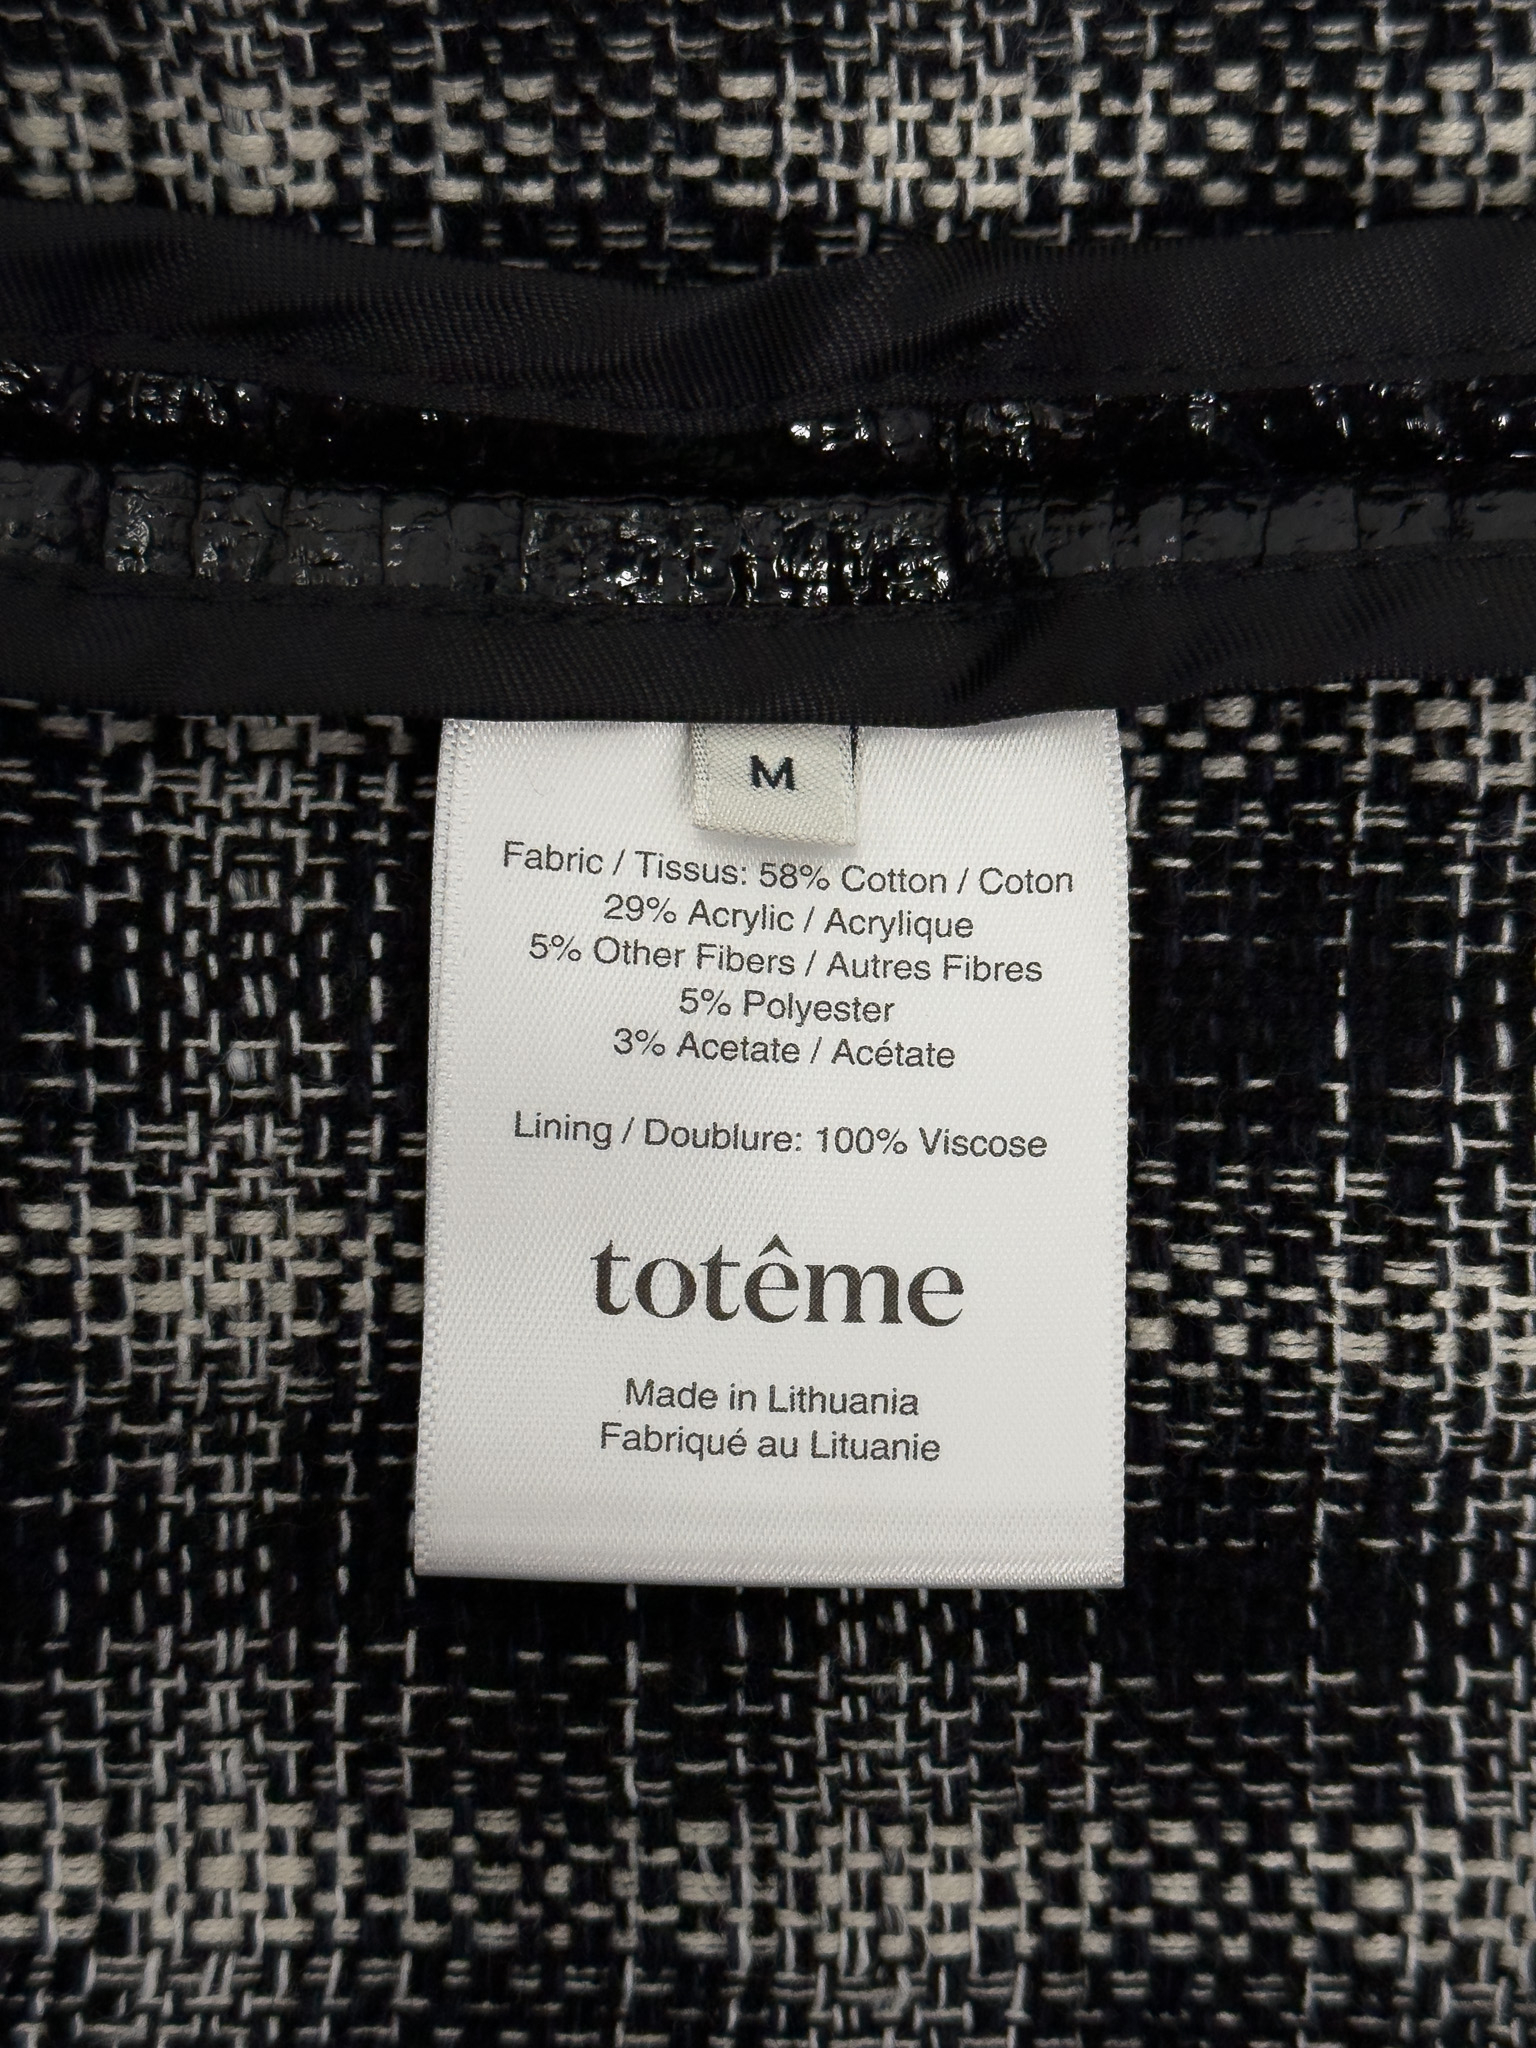 M
Fabric / Tissus: 58% Cotton / Coton
29% Acrylic / Acrylique
5% Other Fibers / Autres Fibres
5% Polyester
3% Acetate / Acétate
Lining / Doublure: 100% Viscose
totême
Made in Lithuania
Fabriqué au Lituanie